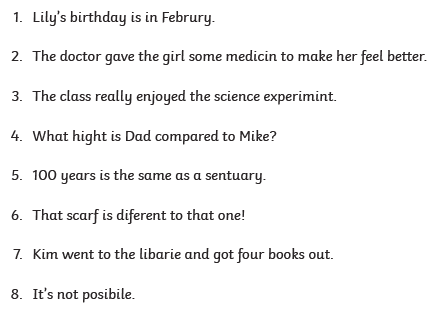 1. Lily's birthday is in Februry.
2. The doctor gave the girl some medicin to make her feel better.
3. The class really enjoyed the science experimint.
4. What hight is Dad compared to Mike?
5. 100 years is the same as a sentuary.
6. That scarf is diferent to that one!
7. Kim went to the libarie and got four books out.
8. It's not posibile.